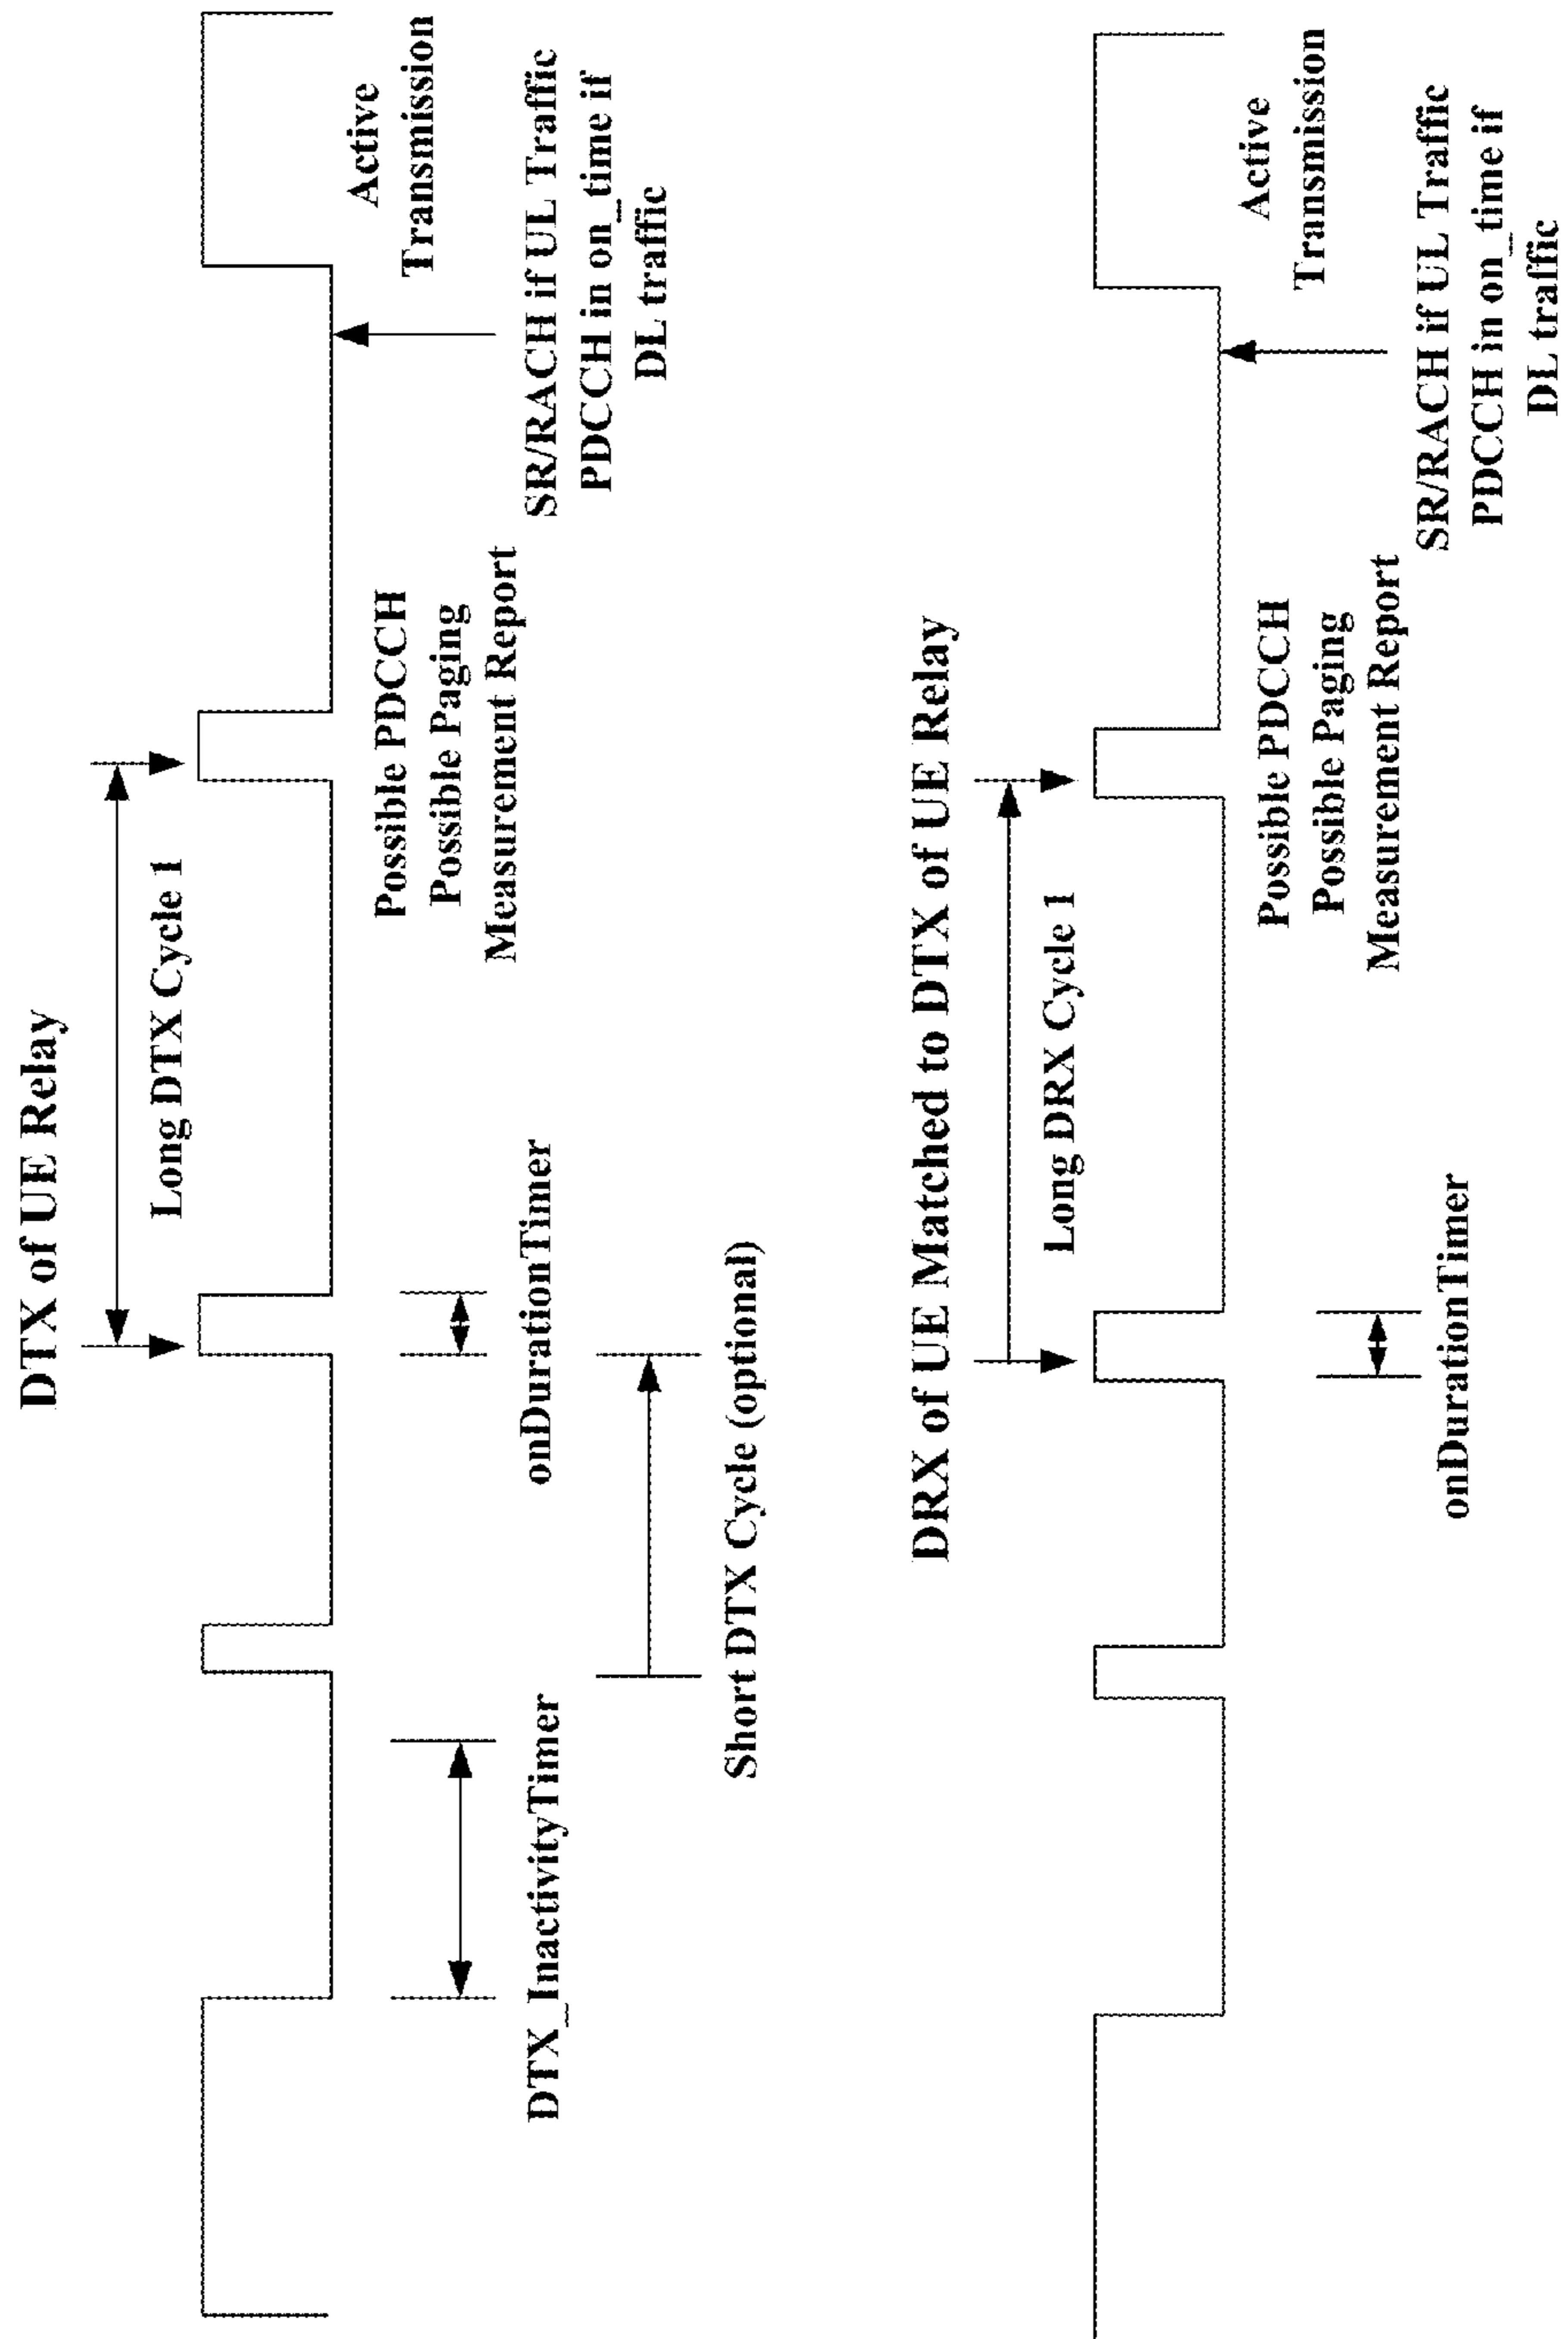 DTX of UE Relay
Long DTX Cycle 1
DTX_InactivityTimer
onDurationTimer
Short DTX Cycle (optional)
Possible PDCCH
Possible Paging
Measurement Report
Active
Transmission
SR/RACH if UL Traffic
PDCCH in on_time if
DL traffic
DRX of UE Matched to DTX of UE Relay
Long DRX Cycle 1
onDurationTimer
Possible PDCCH
Possible Paging
Measurement Report
Active
Transmission
SR/RACH if UL Traffic
PDCCH in on_time if
DL traffic